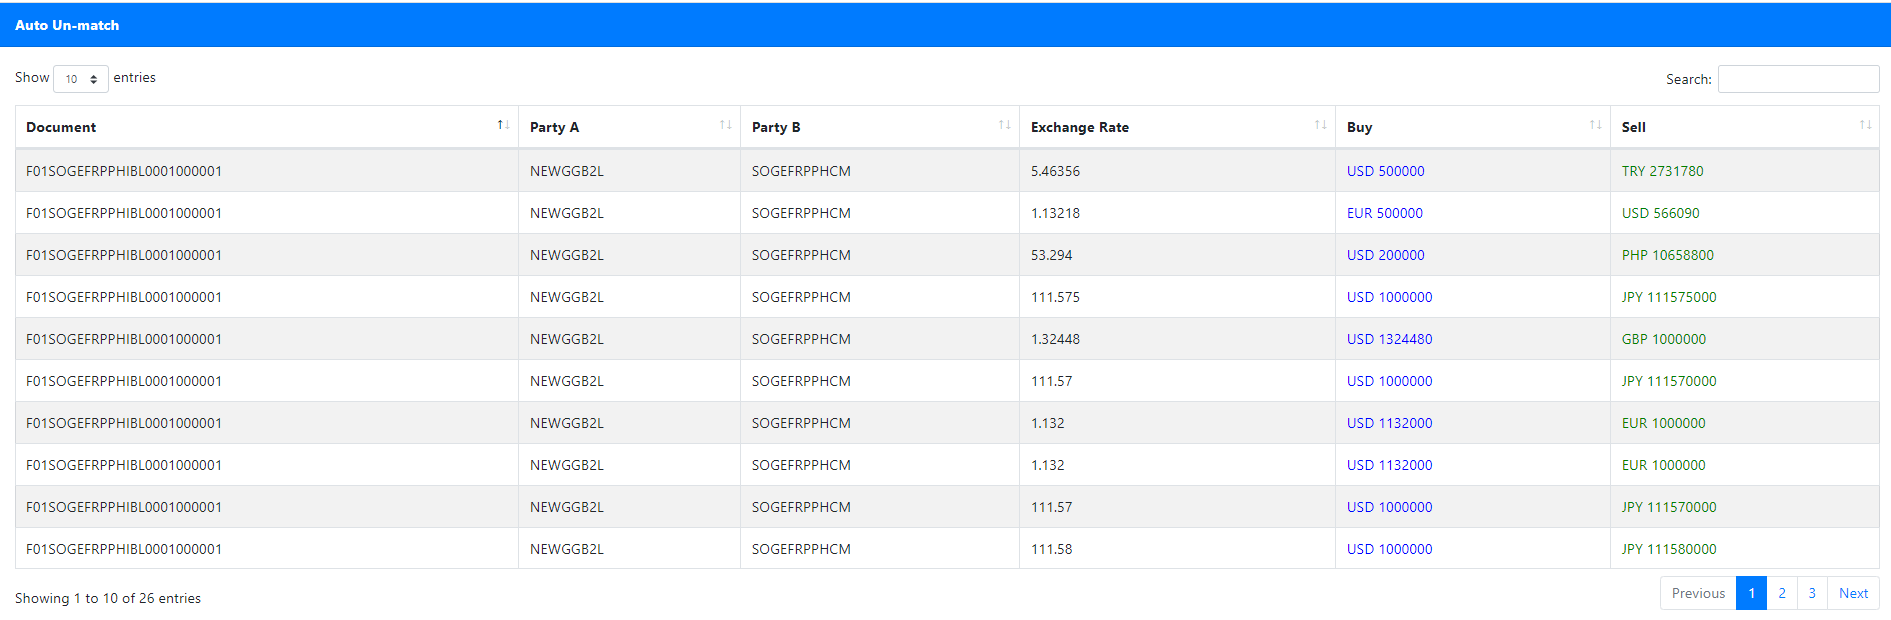 Auto Un-match
Show 10 entries Search:
Document Party A Party B Exchange Rate Buy Sell
F01SOGEFRPPHIBL0001000001 NEWGGB2L SOGEFRPPHCM 5.46356 USD 500000 TRY 2731780
F01SOGEFRPPHIBL0001000001 NEWGGB2L SOGEFRPPHCM 1.13218 EUR 500000 USD 566090
F01SOGEFRPPHIBL0001000001 NEWGGB2L SOGEFRPPHCM 53.294 USD 200000 PHP 10658800
F01SOGEFRPPHIBL0001000001 NEWGGB2L SOGEFRPPHCM 111.575 USD 1000000 JPY 111575000
F01SOGEFRPPHIBL0001000001 NEWGGB2L SOGEFRPPHCM 1.32448 USD 1324480 GBP 1000000
F01SOGEFRPPHIBL0001000001 NEWGGB2L SOGEFRPPHCM 111.57 USD 1000000 JPY 111570000
F01SOGEFRPPHIBL0001000001 NEWGGB2L SOGEFRPPHCM 1.132 USD 1132000 EUR 1000000
F01SOGEFRPPHIBL0001000001 NEWGGB2L SOGEFRPPHCM 1.132 USD 1132000 EUR 1000000
F01SOGEFRPPHIBL0001000001 NEWGGB2L SOGEFRPPHCM 111.57 USD 1000000 JPY 111570000
F01SOGEFRPPHIBL0001000001 NEWGGB2L SOGEFRPPHCM 111.58 USD 1000000 JPY 111580000
Showing 1 to 10 of 26 entries Previous 1 2 3 Next